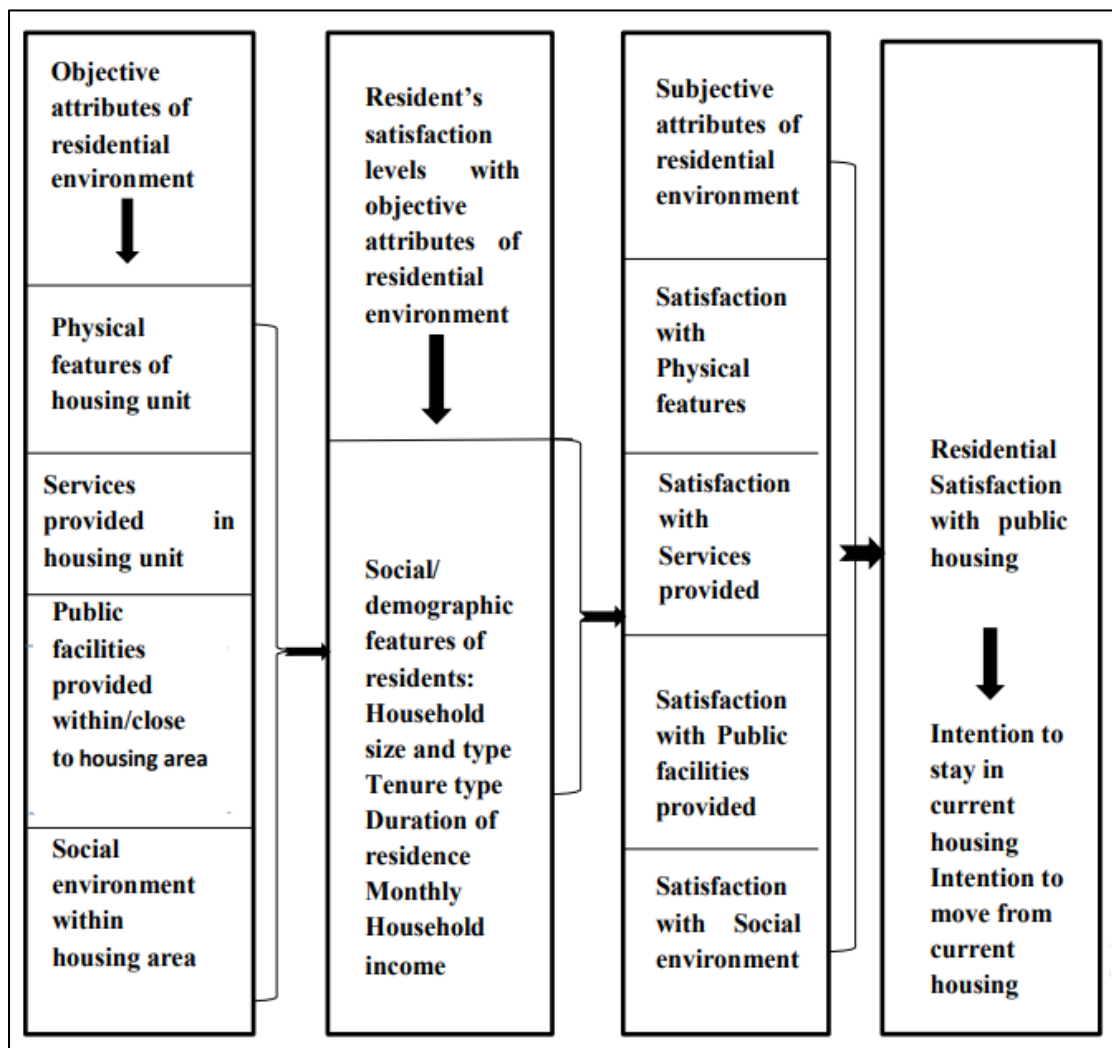 Objective
attributes of
residential
environment
Physical
features of
housing unit
Services
provided in
housing unit
Public
facilities
provided
within/close
to housing area
Social
environment
within
housing area
Resident’s
satisfaction
levels with
objective
attributes of
residential
environment
Social/
demographic
features of
residents:
Household
size and type
Tenure type
Duration of
residence
Monthly
Household
income
Subjective
attributes of
residential
environment
Satisfaction
with
Physical
features
Satisfaction
with
Services
provided
Satisfaction
with Public
facilities
provided
Satisfaction
with Social
environment
Residential
Satisfaction
with public
housing
Intention to
stay in
current
housing
Intention to
move from
current
housing